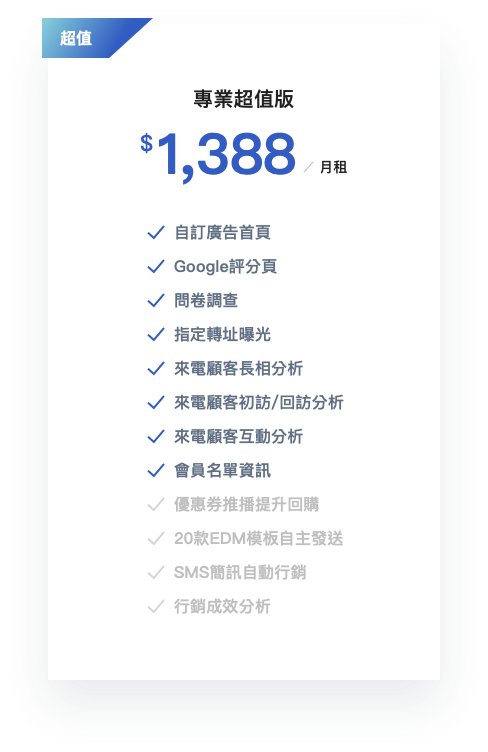 超值
專業超值版
$1,388 / 月租
自訂廣告首頁
Google評分頁
問卷調查
指定轉址曝光
來電顧客長相分析
來電顧客初訪/回訪分析
來電顧客互動分析
會員名單資訊
優惠券推播提升回購
20款EDM模板自主發送
SMS簡訊自動行銷
行銷成效分析